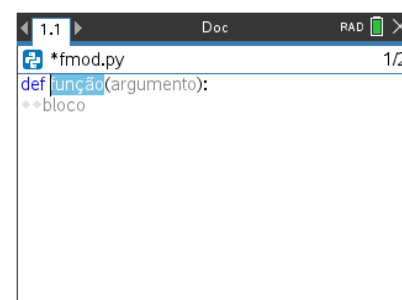 1.1 Doc RAD
*fmod.py 1/2
def função(argumento):
bloco